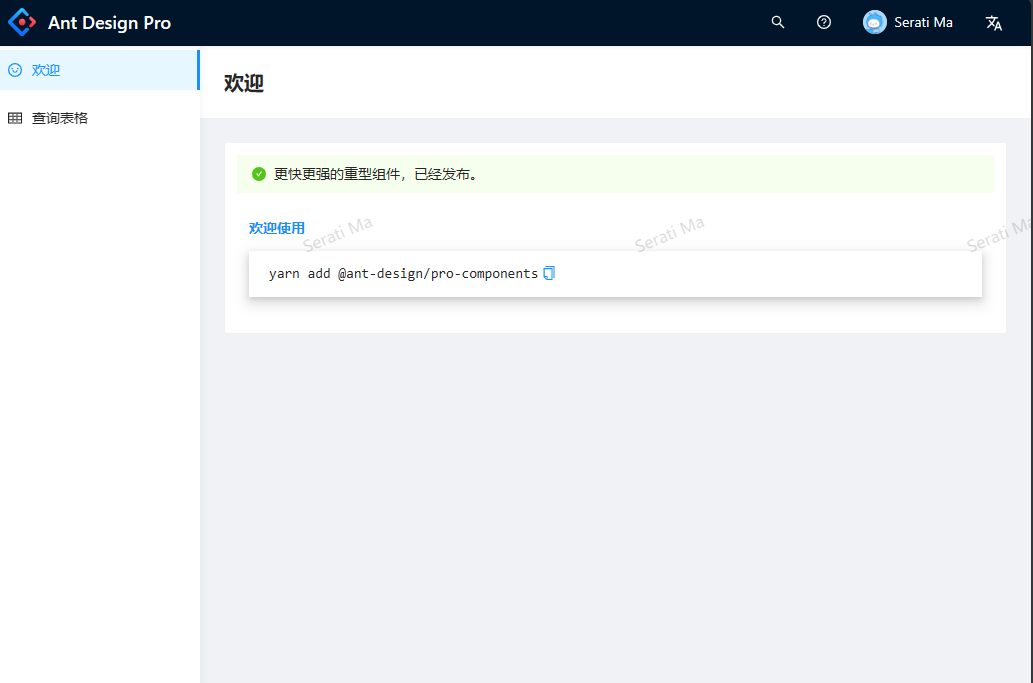 Ant Design Pro
Serati Ma
欢迎
查询表格
欢迎
更快更强的重型组件，已经发布。
欢迎使用
Serati Ma
Serati Ma
Serati Ma
yarn add @ant-design/pro-components